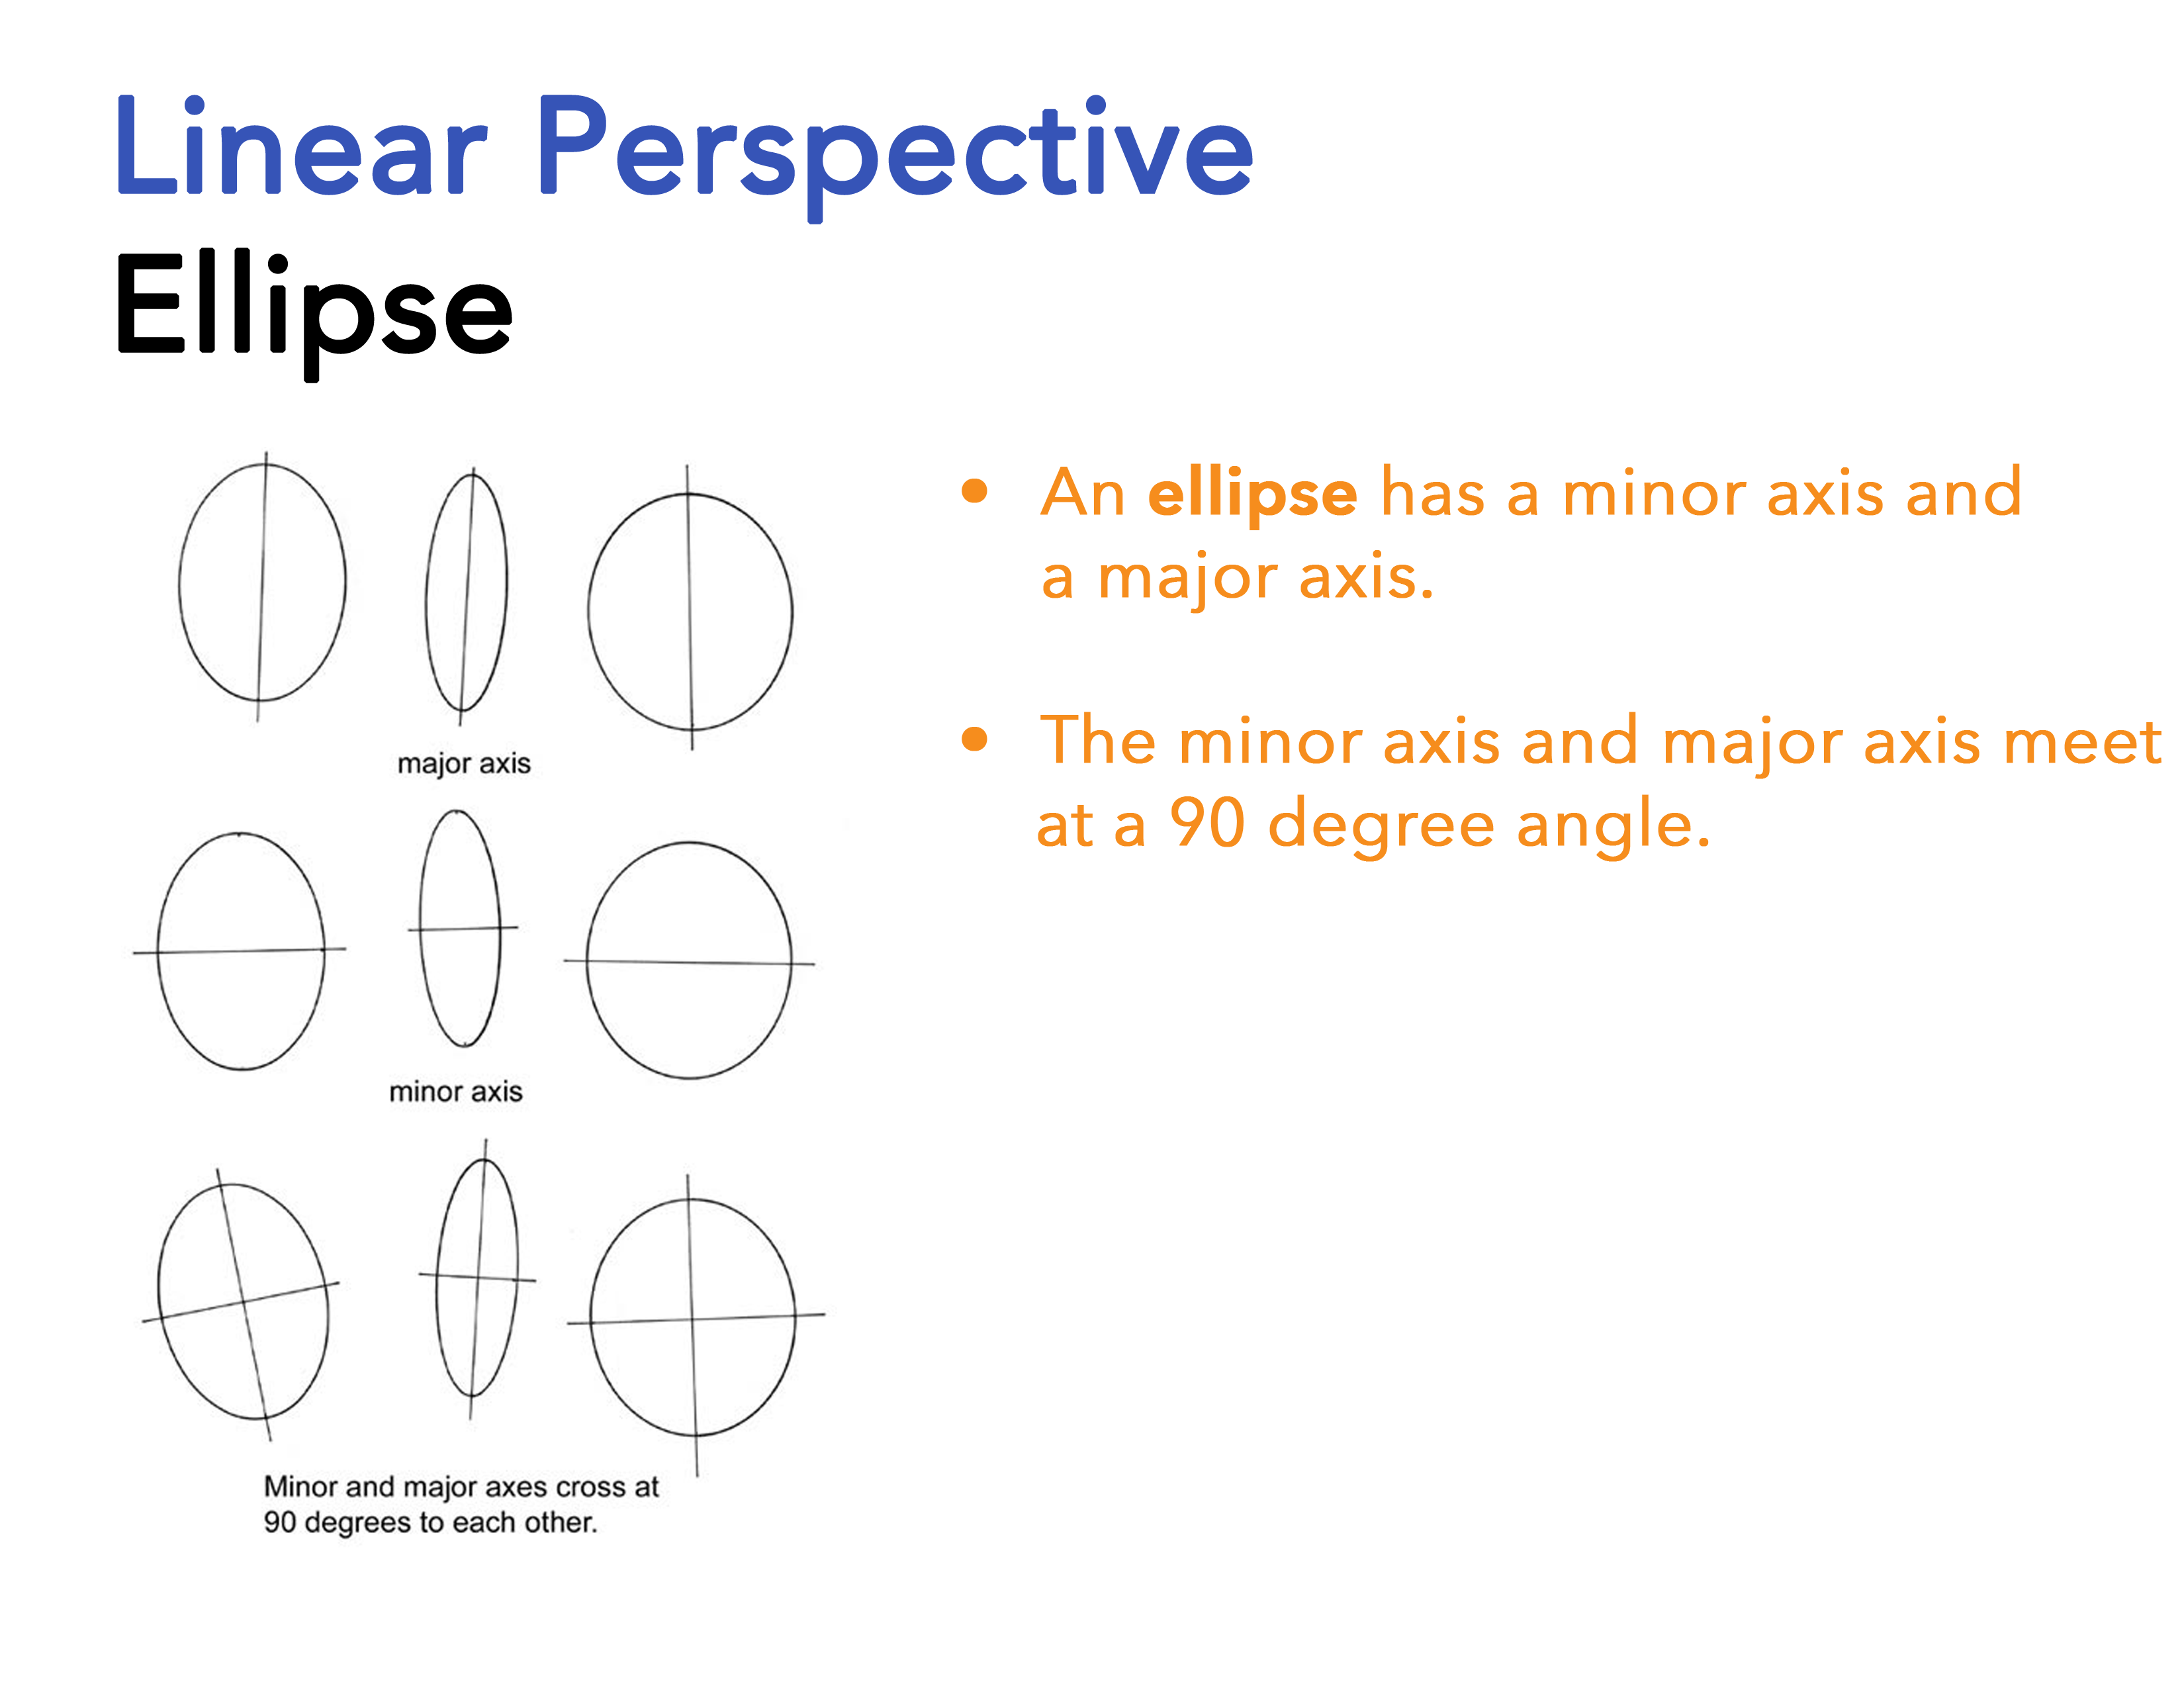 Linear Perspective
Ellipse
major axis
minor axis
Minor and major axes cross at
90 degrees to each other.
• An ellipse has a minor axis and
a major axis.
• The minor axis and major axis meet
at a 90 degree angle.